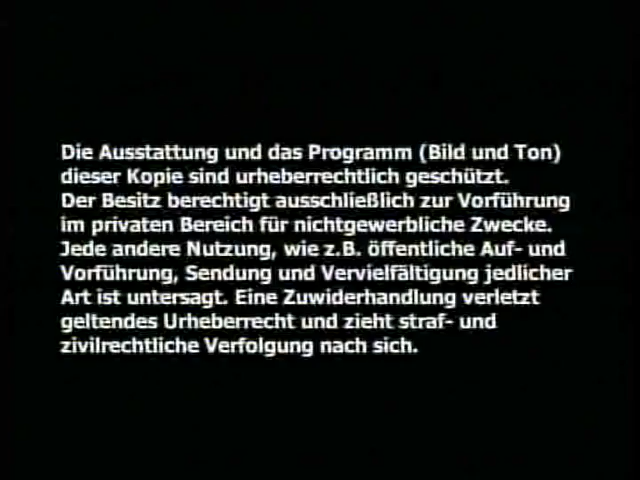 Die Ausstattung und das Programm (Bild und Ton)
dieser Kopie sind urheberrechtlich geschützt.
Der Besitz berechtigt ausschließlich zur Vorführung
im privaten Bereich für nichtgewerbliche Zwecke.
Jede andere Nutzung, wie z.B. öffentliche Auf- und
Vorführung, Sendung und Vervielfältigung jedlicher
Art ist untersagt. Eine Zuwiderhandlung verletzt
geltendes Urheberrecht und zieht straf- und
zivilrechtliche Verfolgung nach sich.